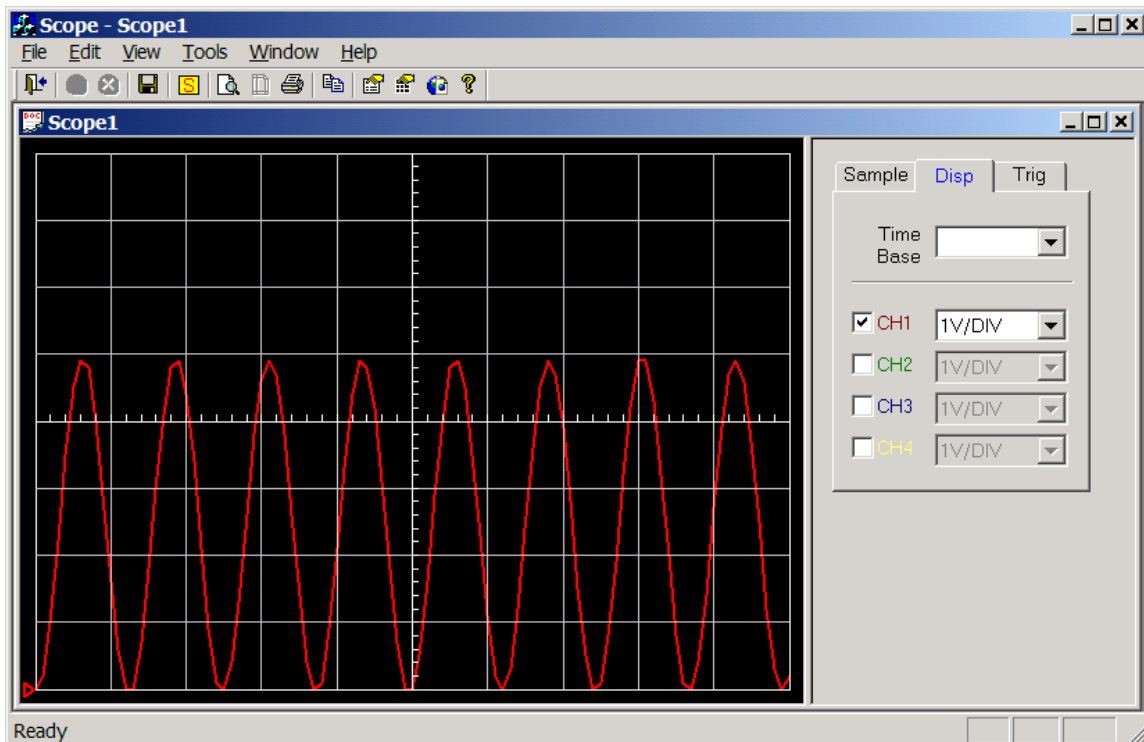 Scope - Scope1
File Edit View Tools Window Help
S
DOC
Scope1
Sample Disp Trig
Time
Base
CH1 1V/DIV
CH2 1V/DIV
CH3 1V/DIV
CH4 1V/DIV
Ready